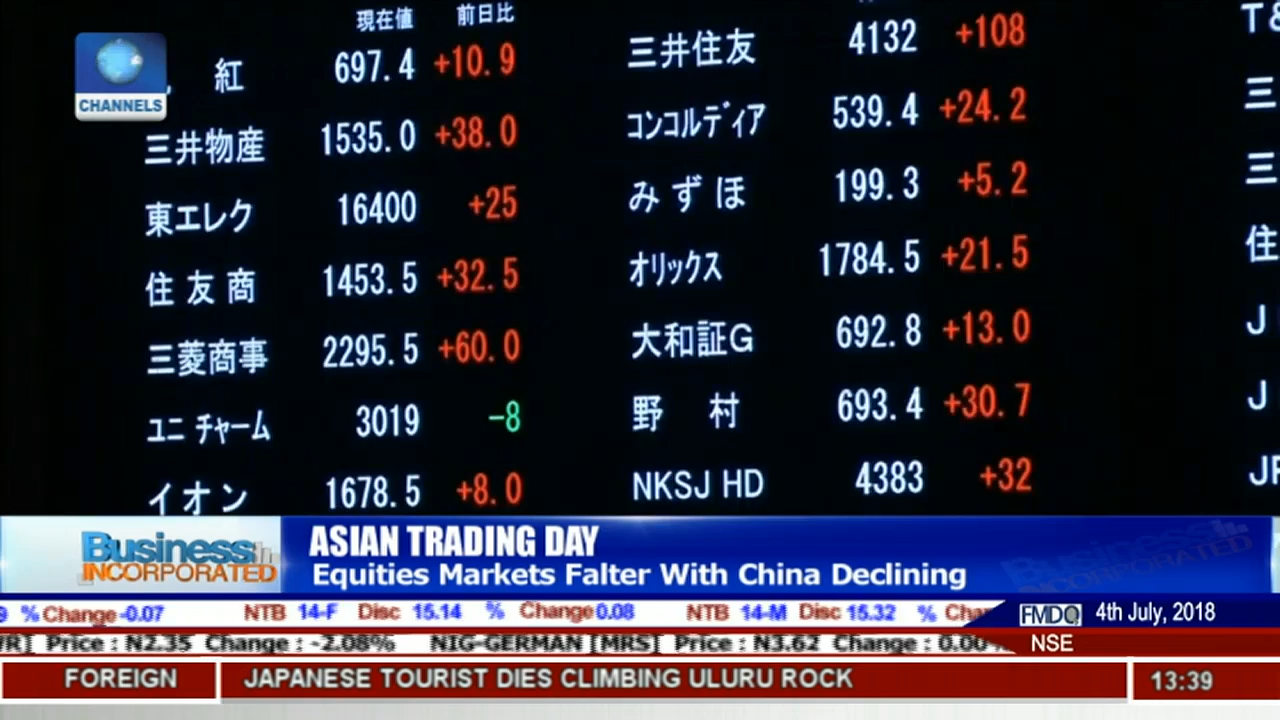 現在値 前日比
CHANNELS
紅 697.4 +10.9
三井物産 1535.0 +38.0
東エレク 16400 +25
住友商 1453.5 +32.5
三菱商事 2295.5 +60.0
ユニチャーム 3019 -8
イオン 1678.5 +8.0
三井住友 4132 +108
コンコルディア 539.4 +24.2
みずほ 199.3 +5.2
オリックス 1784.5 +21.5
大和証G 692.8 +13.0
野村 693.4 +30.7
NKSJ HD 4383 +32
T&
三
三
住
J
J
Business INCORPORATED
ASIAN TRADING DAY
Equities Markets Falter With China Declining
9 % Change -0.07 NTB 14-F Disc 15.14 % Change 0.08 NTB 14-M Disc 15.32 % Cha
FMDQ 4th July, 2018
R] Price : N2.35 Change : -2.08% NIG-GERMAN [MRS] Price : N3.62 Change : 0.00
NSE
FOREIGN JAPANESE TOURIST DIES CLIMBING ULURU ROCK 13:39